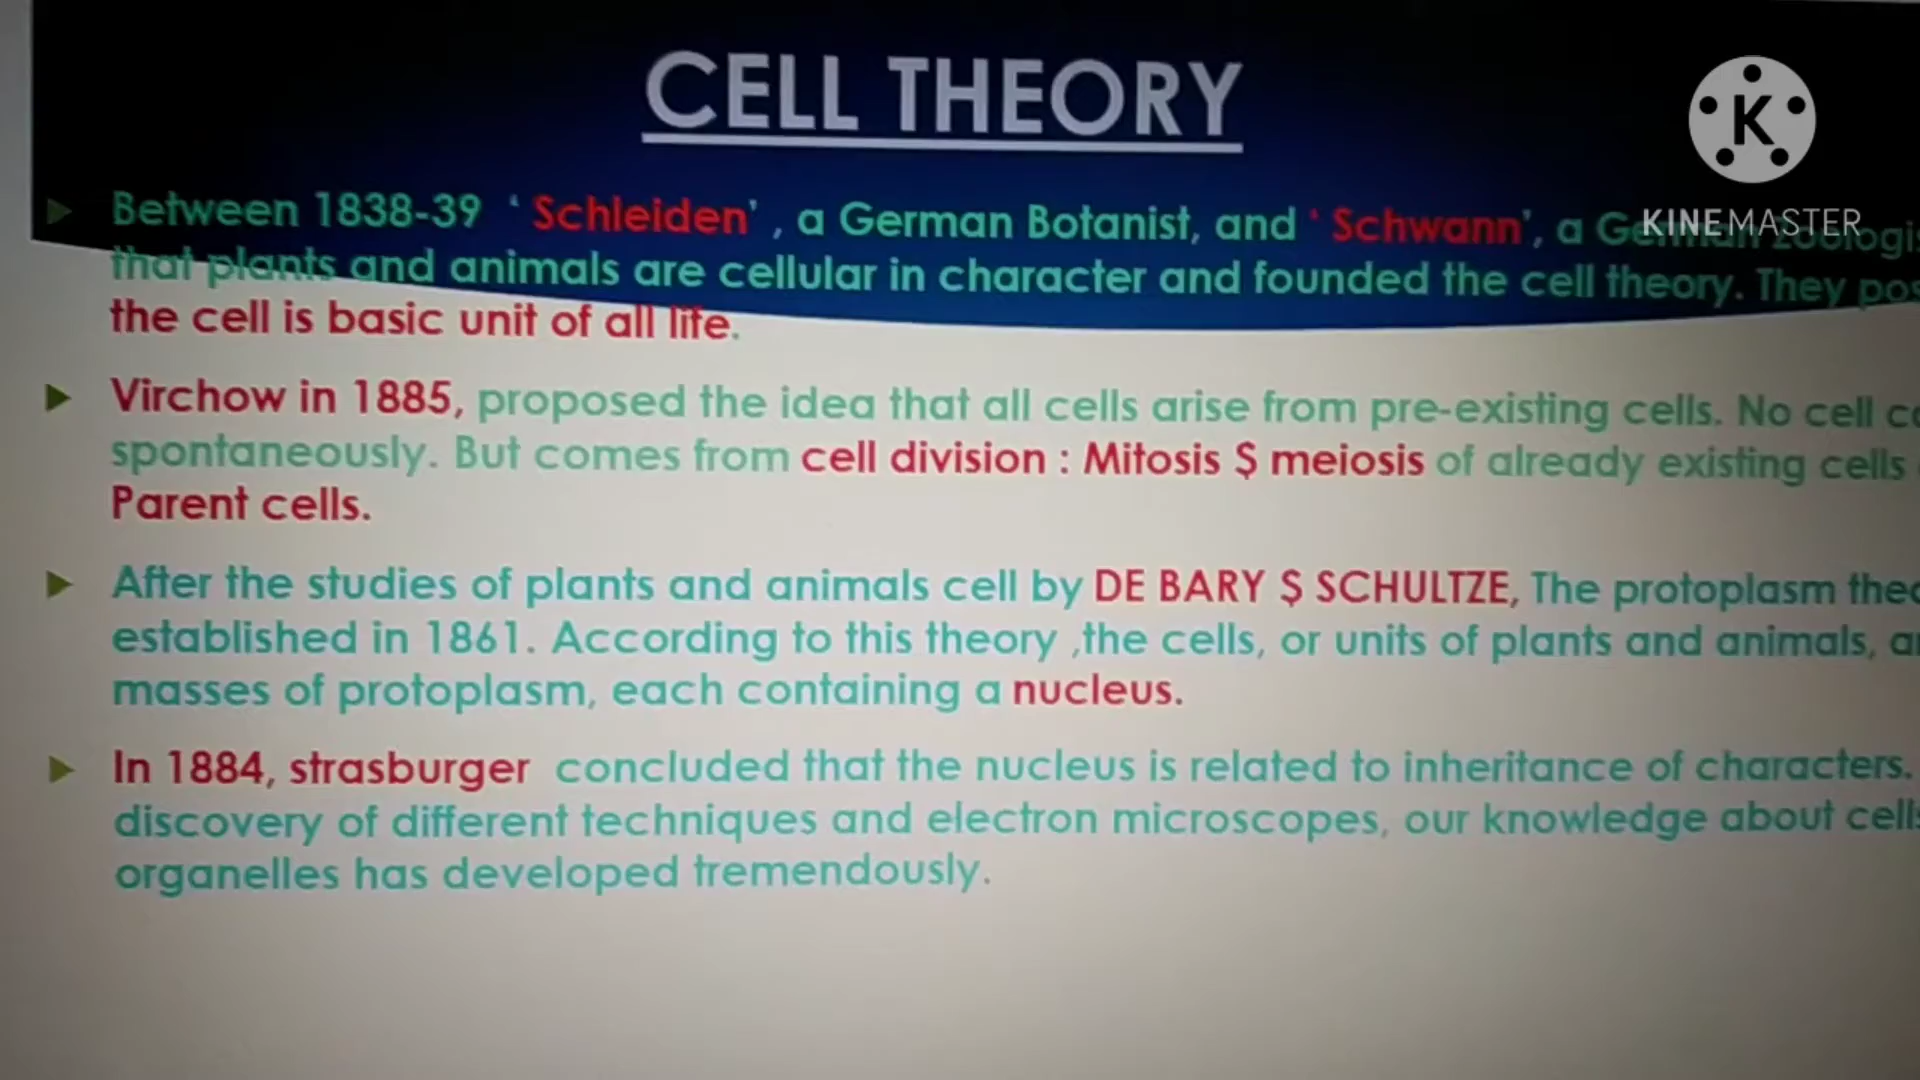 CELL THEORY
K
KINEMASTER
Between 1838-39 ‘ Schleiden’ , a German Botanist, and ‘ Schwann’, a German
that plants and animals are cellular in character and founded the cell theory. They
the cell is basic unit of all life.
Virchow in 1885, proposed the idea that all cells arise from pre-existing cells. No cell
spontaneously. But comes from cell division : Mitosis $ meiosis of already existing cells
Parent cells.
After the studies of plants and animals cell by DE BARY $ SCHULTZE, The protoplasm
established in 1861. According to this theory ,the cells, or units of plants and animals,
masses of protoplasm, each containing a nucleus.
In 1884, strasburger concluded that the nucleus is related to inheritance of characters.
discovery of different techniques and electron microscopes, our knowledge about
organelles has developed tremendously.